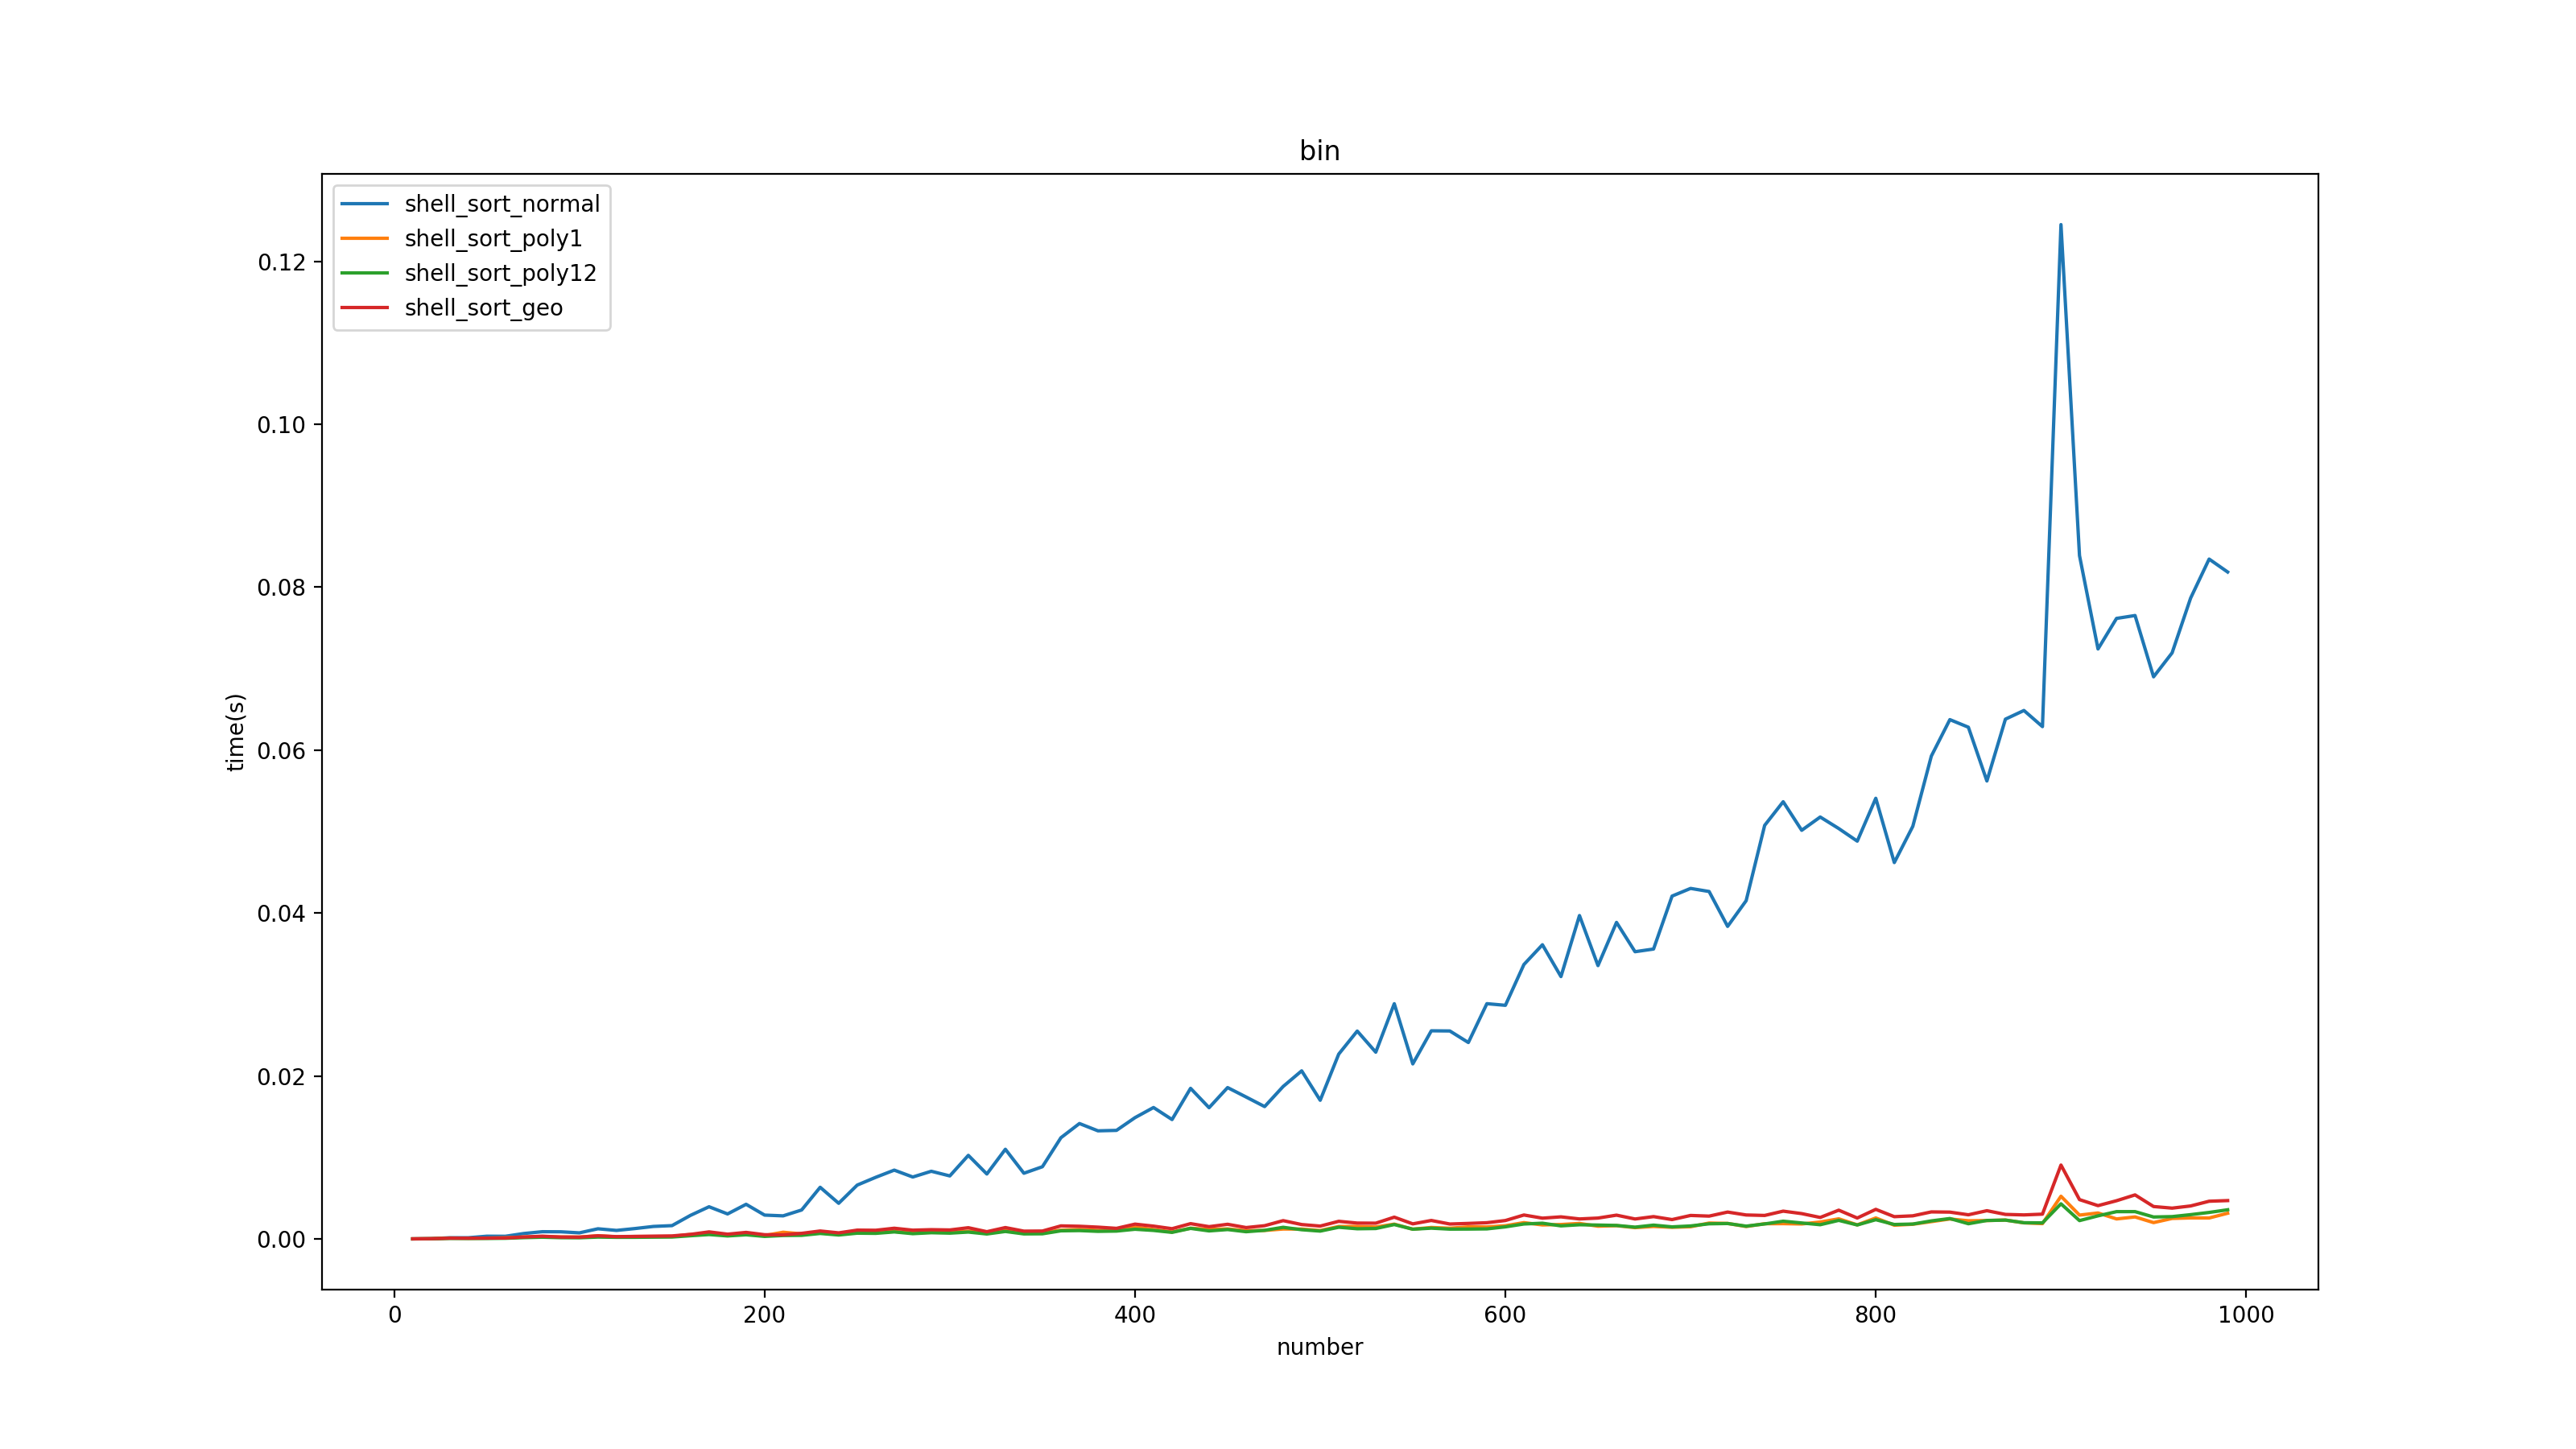 bin
shell_sort_normal
shell_sort_poly1
shell_sort_poly12
shell_sort_geo
0.12
0.10
0.08
0.06
0.04
0.02
0.00
time(s)
0 200 400 600 800 1000
number